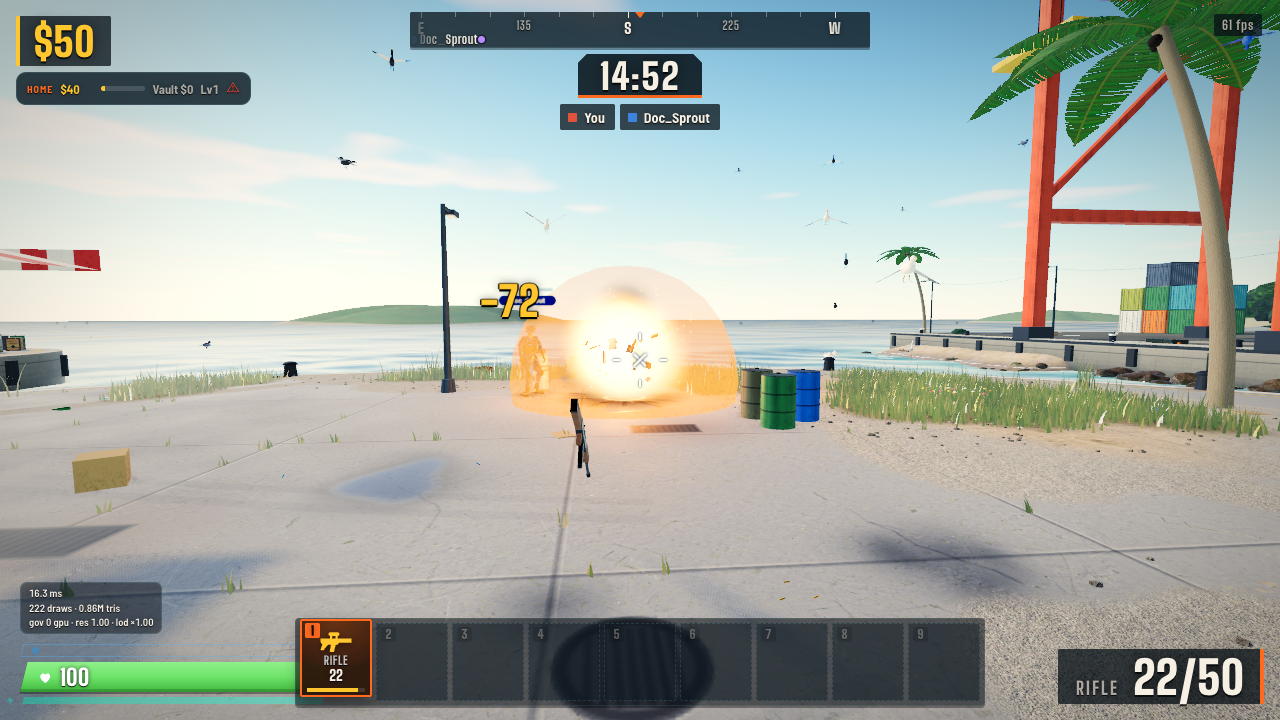 $50
HOME $40 Vault $0 Lv1
E 135 S 225 W
Doc_Sprout
61 fps
14:52
You Doc_Sprout
-72
16.3 ms
222 draws · 0.86M tris
gov 0 gpu · res 1.00 · lod ×1.00
100
1 2 3 4 5 6 7 8 9
RIFLE
22
RIFLE 22/50